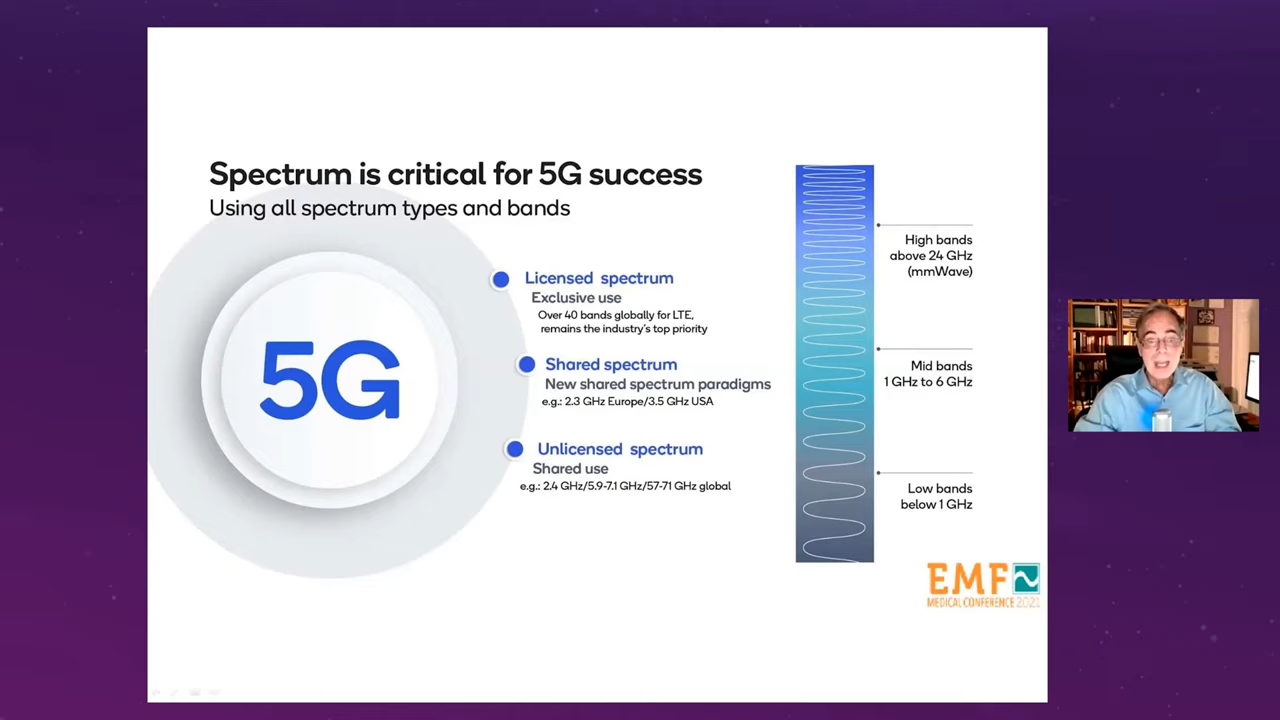 Spectrum is critical for 5G success
Using all spectrum types and bands
5G
Licensed spectrum
Exclusive use
Over 40 bands globally for LTE,
remains the industry's top priority
Shared spectrum
New shared spectrum paradigms
e.g.: 2.3 GHz Europe/3.5 GHz USA
Unlicensed spectrum
Shared use
e.g.: 2.4 GHz/5.9-7.1 GHz/57-71 GHz global
High bands
above 24 GHz
(mmWave)
Mid bands
1 GHz to 6 GHz
Low bands
below 1 GHz
EMF
MEDICAL CONFERENCE 2021